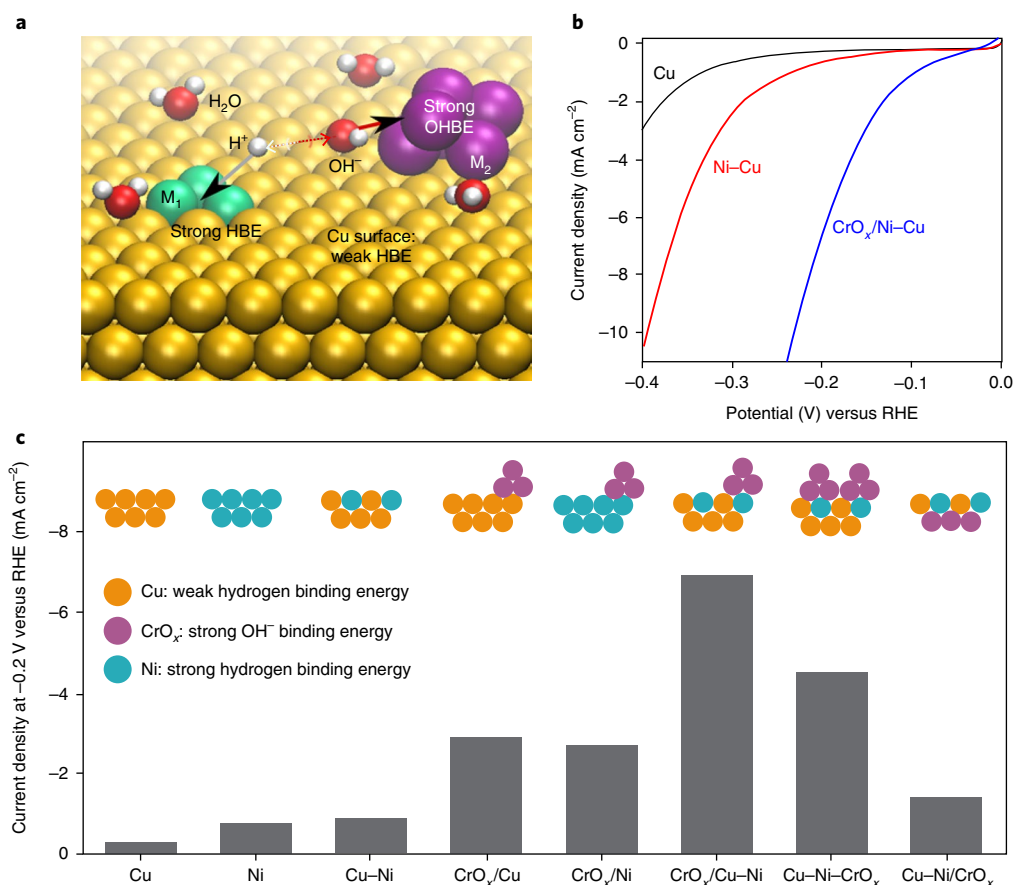 a
H₂O
H⁺
OH⁻
Strong
OHBE
M₂
M₁
Strong HBE
Cu surface:
weak HBE
b
Current density (mA cm⁻²)
0
−2
−4
−6
−8
−10
Cu
Ni–Cu
CrOₓ/Ni–Cu
−0.4
−0.3
−0.2
−0.1
0.0
Potential (V) versus RHE
c
Current density at −0.2 V versus RHE (mA cm⁻²)
−8
−6
−4
−2
0
Cu: weak hydrogen binding energy
CrOₓ: strong OH⁻ binding energy
Ni: strong hydrogen binding energy
Cu
Ni
Cu–Ni
CrOₓ/Cu
CrOₓ/Ni
CrOₓ/Cu–Ni
Cu–Ni–CrOₓ
Cu–Ni/CrOₓ